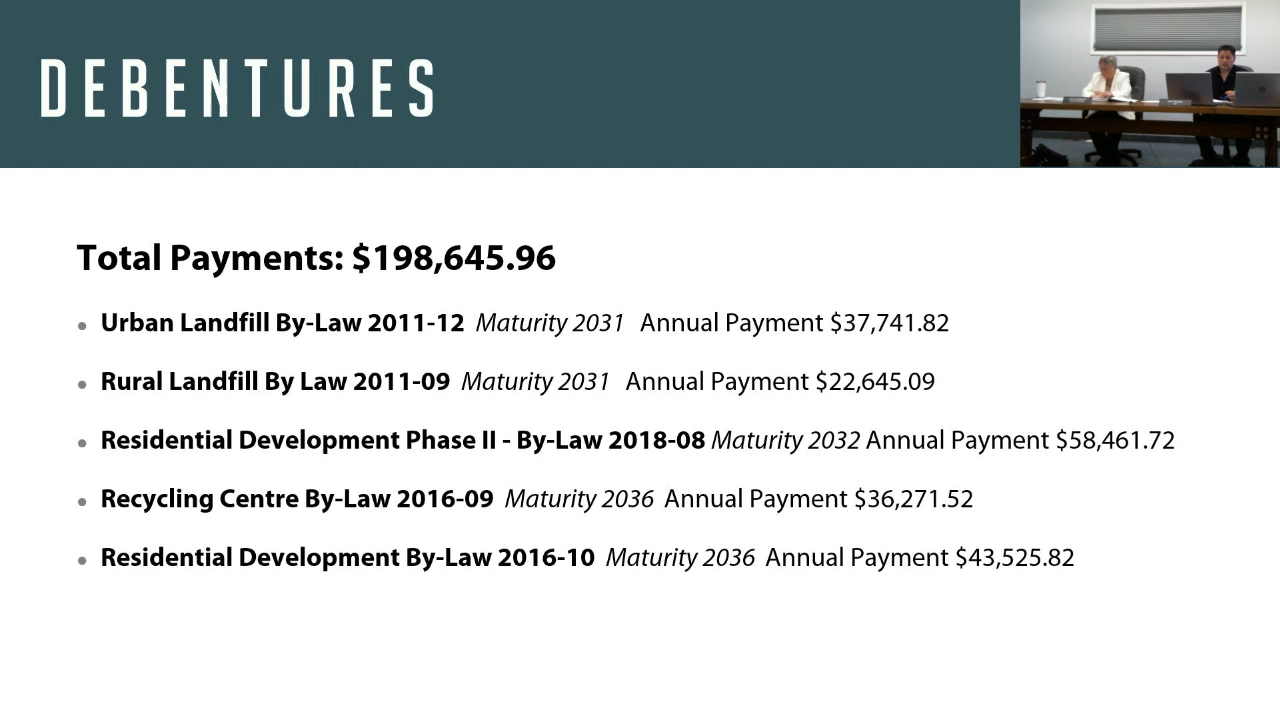 DEBENTURES
Total Payments: $198,645.96
• Urban Landfill By-Law 2011-12 Maturity 2031 Annual Payment $37,741.82
• Rural Landfill By Law 2011-09 Maturity 2031 Annual Payment $22,645.09
• Residential Development Phase II - By-Law 2018-08 Maturity 2032 Annual Payment $58,461.72
• Recycling Centre By-Law 2016-09 Maturity 2036 Annual Payment $36,271.52
• Residential Development By-Law 2016-10 Maturity 2036 Annual Payment $43,525.82